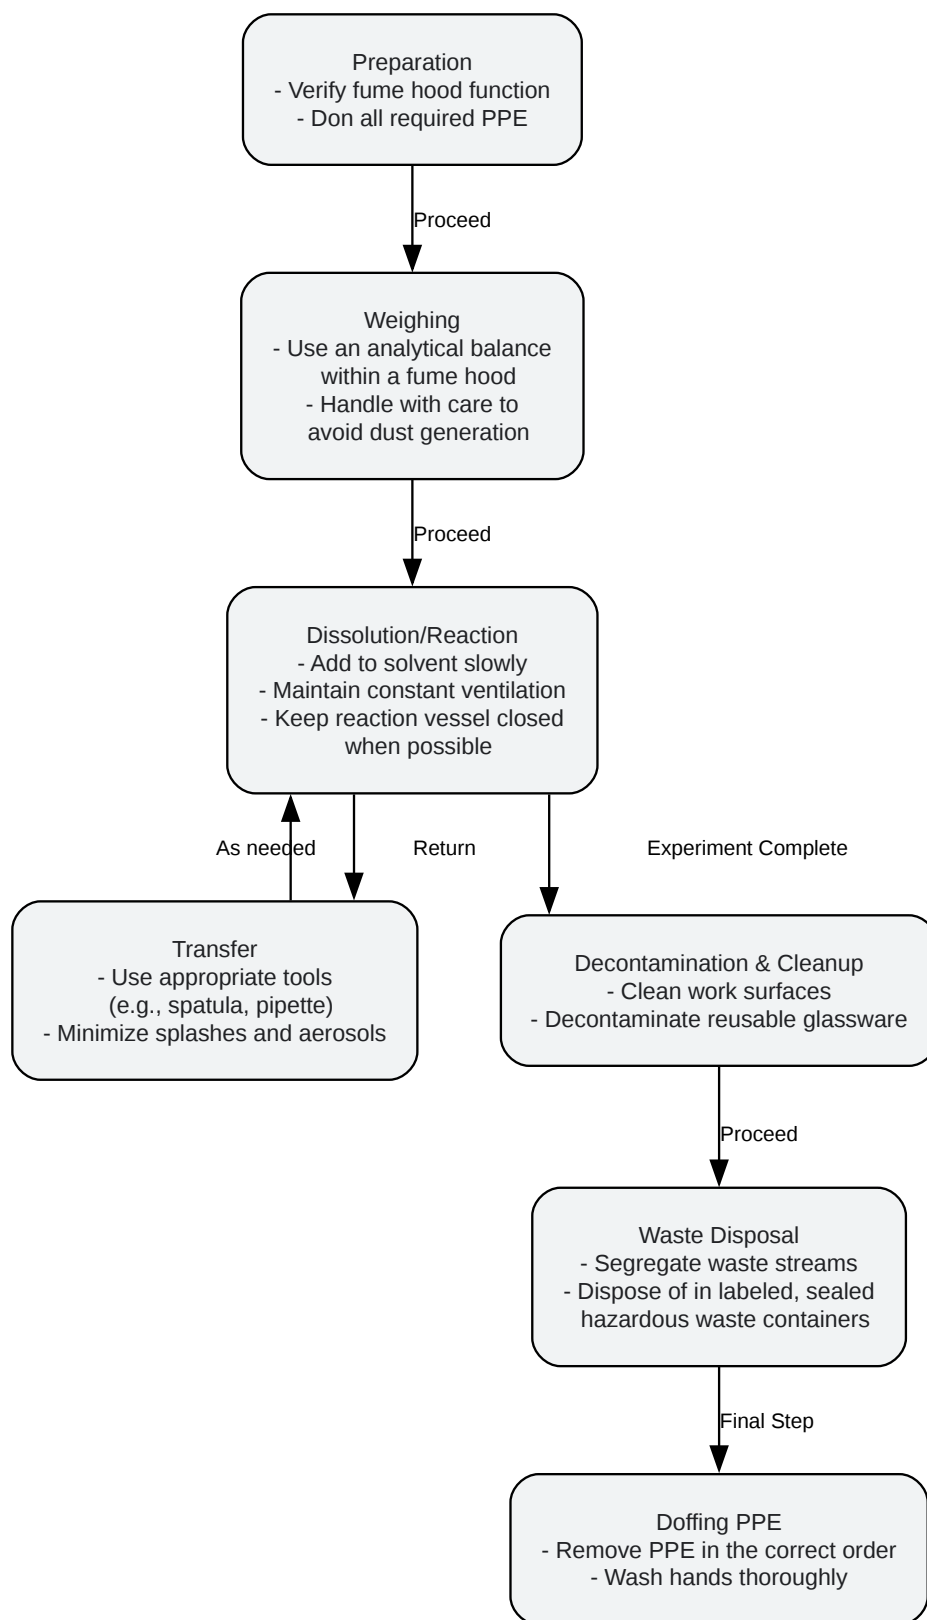 Preparation
- Verify fume hood function
- Don all required PPE
Proceed
Weighing
- Use an analytical balance
within a fume hood
- Handle with care to
avoid dust generation
Proceed
Dissolution/Reaction
- Add to solvent slowly
- Maintain constant ventilation
- Keep reaction vessel closed
when possible
As needed
Return
Experiment Complete
Transfer
- Use appropriate tools
(e.g., spatula, pipette)
- Minimize splashes and aerosols
Decontamination & Cleanup
- Clean work surfaces
- Decontaminate reusable glassware
Proceed
Waste Disposal
- Segregate waste streams
- Dispose of in labeled, sealed
hazardous waste containers
Final Step
Doffing PPE
- Remove PPE in the correct order
- Wash hands thoroughly